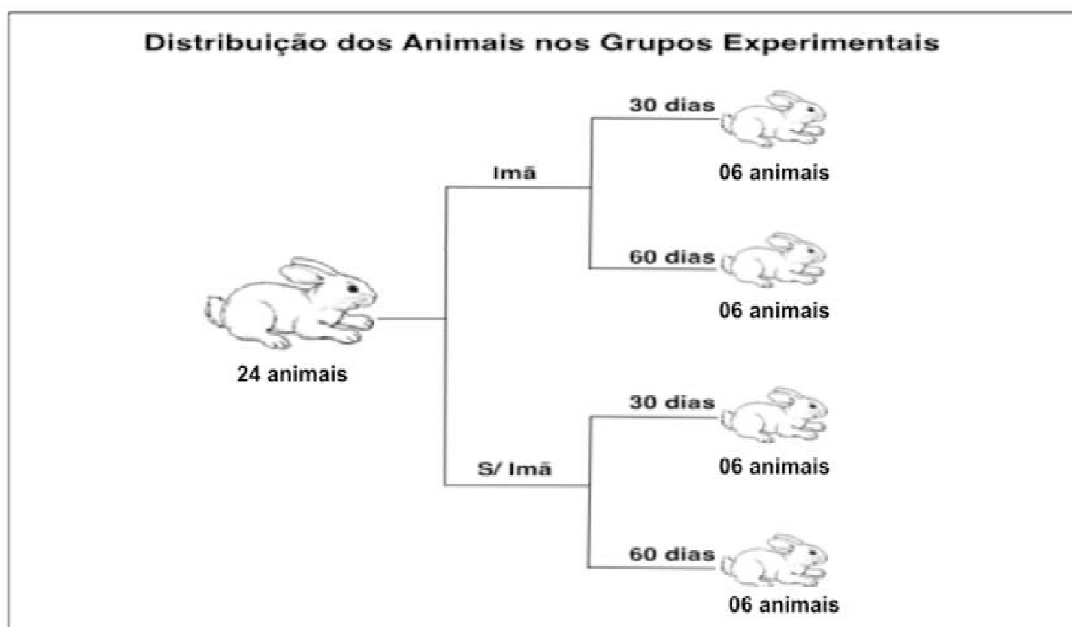 Distribuição dos Animais nos Grupos Experimentais
30 dias
06 animais
Imã
60 dias
06 animais
24 animais
30 dias
06 animais
S/ Imã
60 dias
06 animais